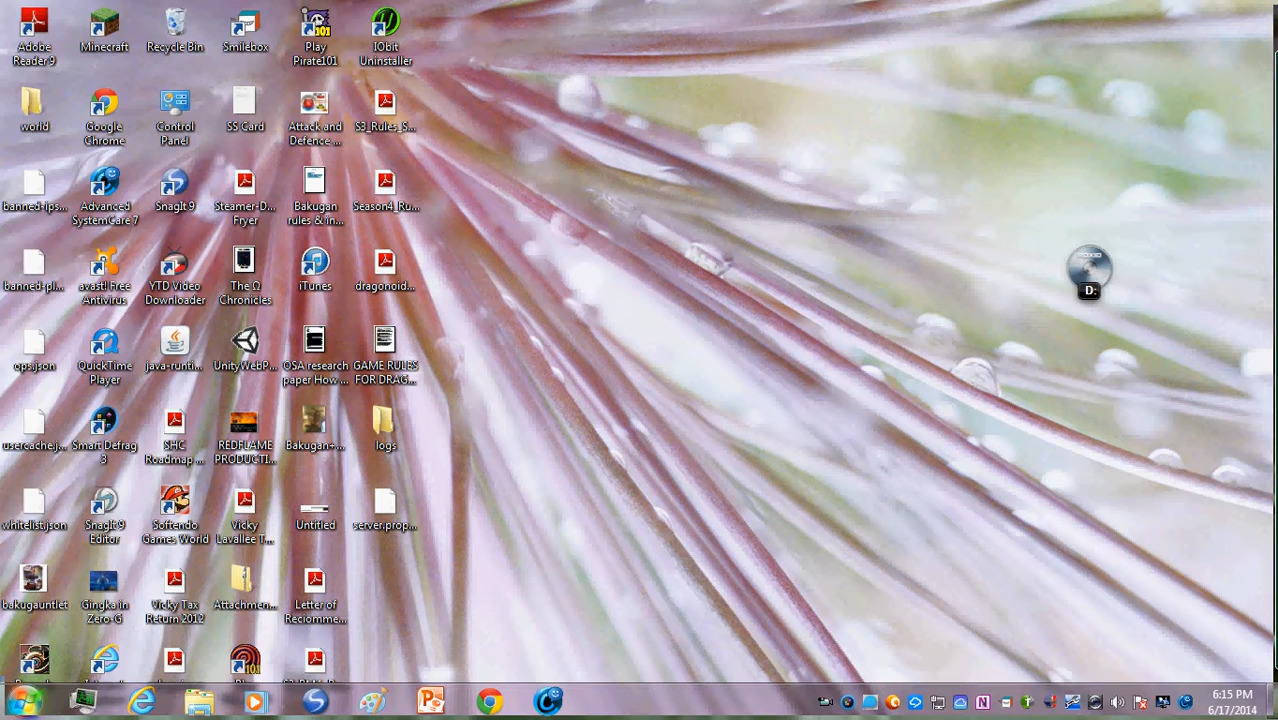 Adobe
Reader 9
Minecraft
Recycle Bin
Smilebox
Play
Pirate101
IObit
Uninstaller
world
Google
Chrome
Control
Panel
SS Card
Attack and
Defence ...
S3_Rules_S...
banned-ips...
Advanced
SystemCare 7
SnagIt 9
Steamer-D...
Fryer
Bakugan
rules & in...
Season4_Ru...
banned-pl...
avast! Free
Antivirus
YTD Video
Downloader
The Ω
Chronicles
iTunes
dragonoid...
ops.json
QuickTime
Player
java-runti...
UnityWebP...
OSA research
paper How ...
GAME RULES
FOR DRAG...
usercache.j...
Smart Defrag
3
SHC
Roadmap ...
REDFLAME
PRODUCTI...
Bakugan+...
logs
whitelist.json
SnagIt 9
Editor
Softendo
Games World
Vicky
Lavallee T...
Untitled
server.prop...
bakugauntlet
Gingka in
Zero-G
Vicky Tax
Return 2012
Attachmen...
Letter of
Reciomme...
D:
6:15 PM
6/17/2014